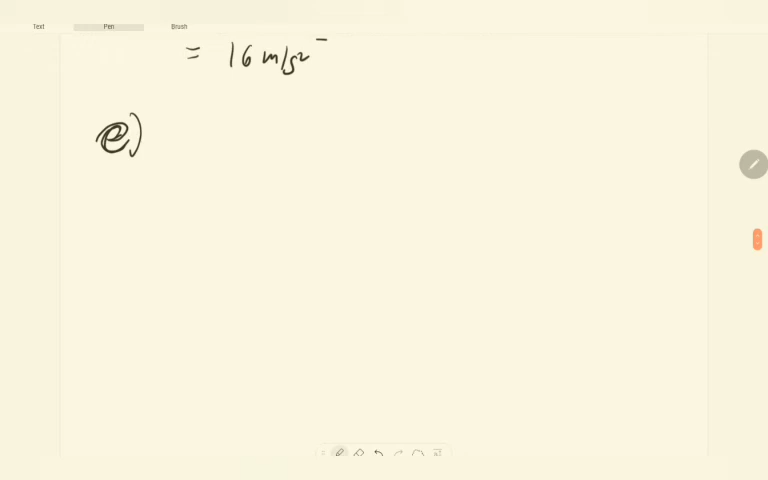 Text Pen Brush
= 16 m/s²
e)